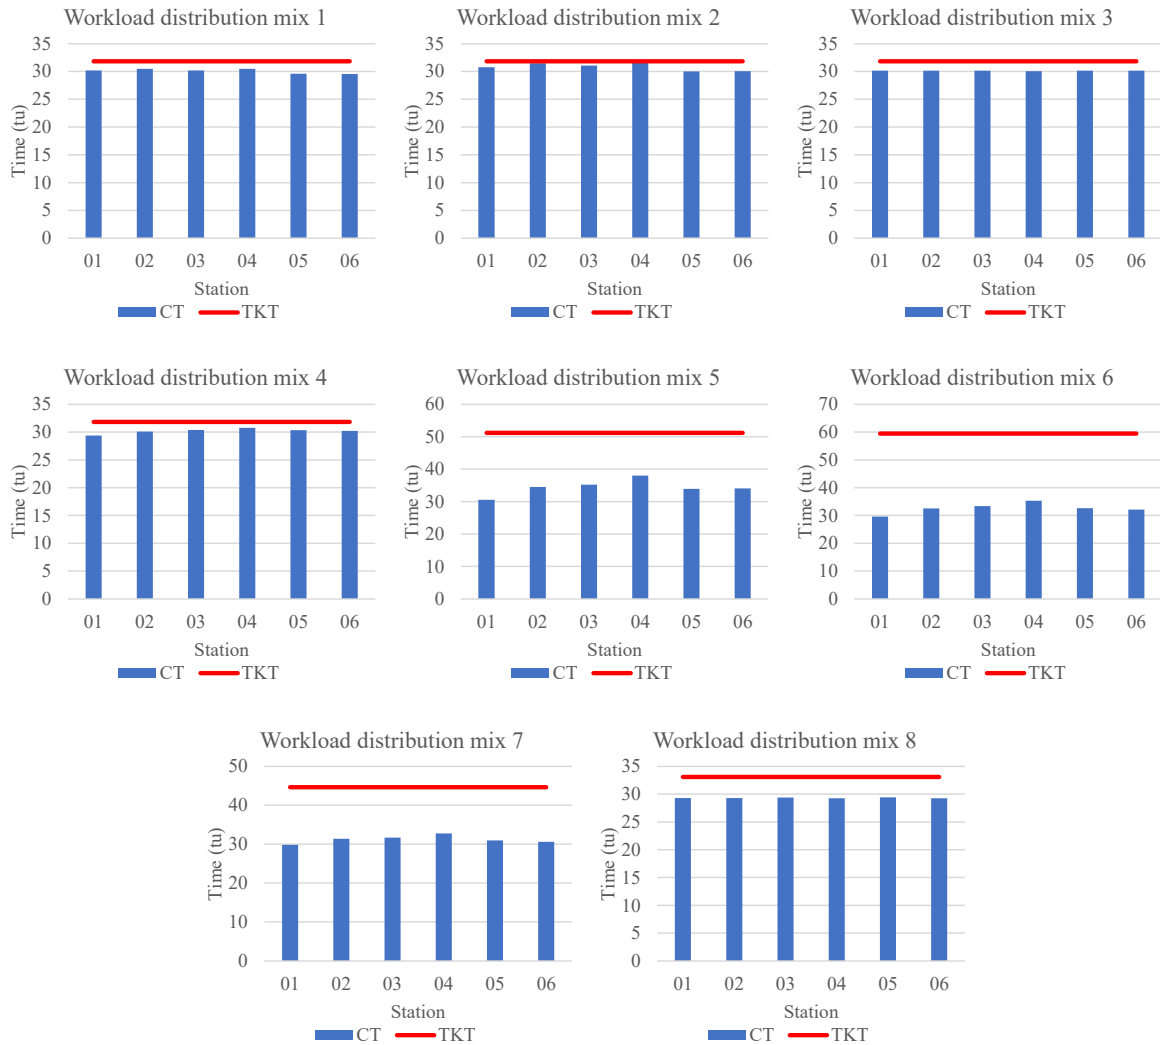 Workload distribution mix 1
35
30
25
20
15
10
5
0
Time (tu)
01 02 03 04 05 06
Station
CT TKT
Workload distribution mix 2
35
30
25
20
15
10
5
0
Time (tu)
01 02 03 04 05 06
Station
CT TKT
Workload distribution mix 3
35
30
25
20
15
10
5
0
Time (tu)
01 02 03 04 05 06
Station
CT TKT
Workload distribution mix 4
35
30
25
20
15
10
5
0
Time (tu)
01 02 03 04 05 06
Station
CT TKT
Workload distribution mix 5
60
50
40
30
20
10
0
Time (tu)
01 02 03 04 05 06
Station
CT TKT
Workload distribution mix 6
70
60
50
40
30
20
10
0
Time (tu)
01 02 03 04 05 06
Station
CT TKT
Workload distribution mix 7
50
40
30
20
10
0
Time (tu)
01 02 03 04 05 06
Station
CT TKT
Workload distribution mix 8
35
30
25
20
15
10
5
0
Time (tu)
01 02 03 04 05 06
Station
CT TKT